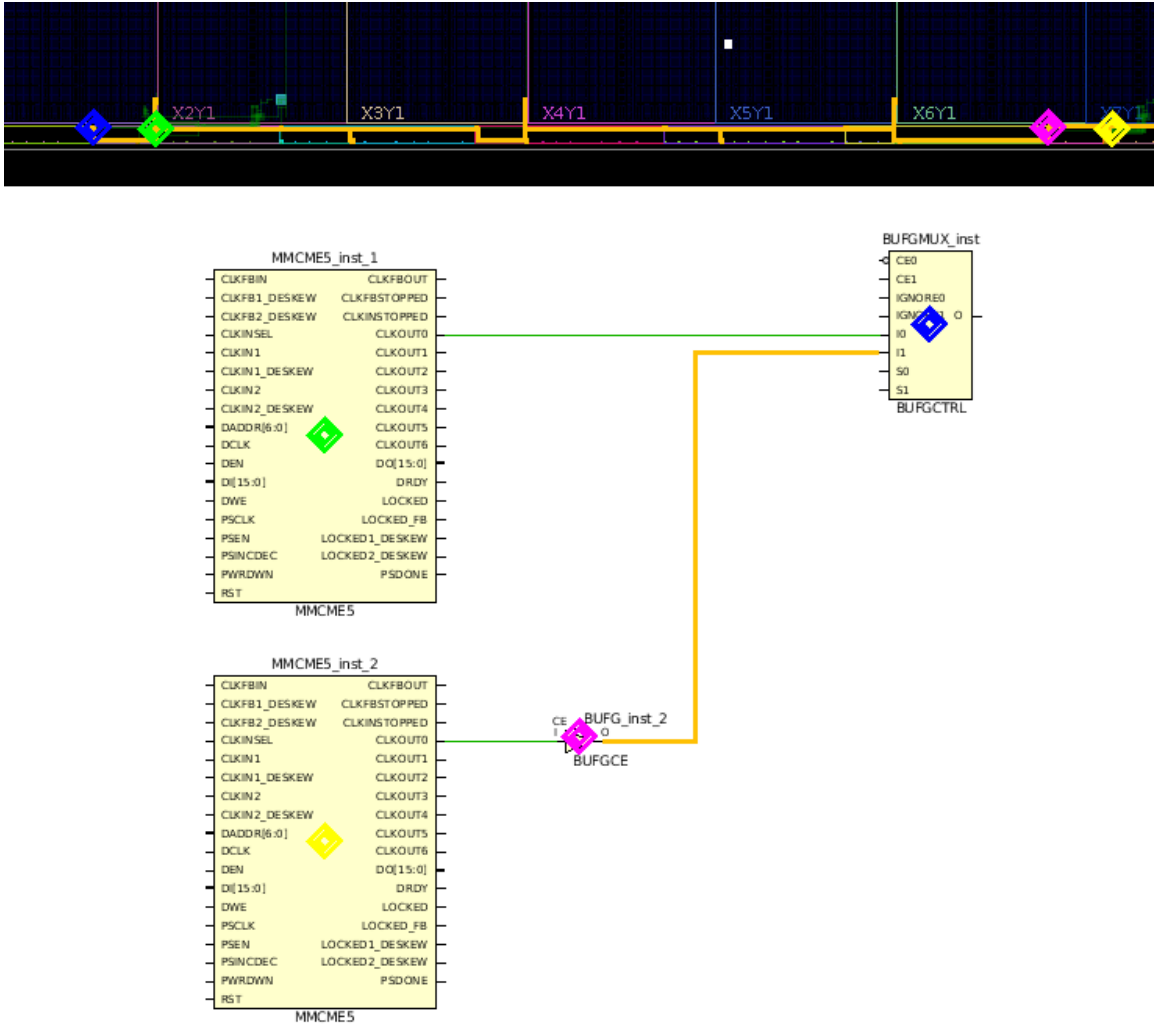 X2Y1 X3Y1 X4Y1 X5Y1 X6Y1 X7Y1
BUFGMUX_inst
CE0
CE1
IGNORE0
O
I0
I1
S0
S1
BUFGCTRL
MMCME5_inst_1
CLKFBIN CLKFBOUT
CLKFB1_DESKEW CLKFBSTOPPED
CLKFB2_DESKEW CLKINSTOPPED
CLKINSEL CLKOUT0
CLKIN1 CLKOUT1
CLKIN1_DESKEW CLKOUT2
CLKIN2 CLKOUT3
CLKIN2_DESKEW CLKOUT4
DADDR[6:0] CLKOUT5
DCLK CLKOUT6
DEN DO[15:0]
DI[15:0] DRDY
DWE LOCKED
PSCLK LOCKED_FB
PSEN LOCKED1_DESKEW
PSINCDEC LOCKED2_DESKEW
PWRDWN PSDONE
RST
MMCME5
MMCME5_inst_2
CLKFBIN CLKFBOUT
CLKFB1_DESKEW CLKFBSTOPPED
CLKFB2_DESKEW CLKINSTOPPED
CLKINSEL CLKOUT0
CLKIN1 CLKOUT1
CLKIN1_DESKEW CLKOUT2
CLKIN2 CLKOUT3
CLKIN2_DESKEW CLKOUT4
DADDR[6:0] CLKOUT5
DCLK CLKOUT6
DEN DO[15:0]
DI[15:0] DRDY
DWE LOCKED
PSCLK LOCKED_FB
PSEN LOCKED1_DESKEW
PSINCDEC LOCKED2_DESKEW
PWRDWN PSDONE
RST
MMCME5
CE BUFG_inst_2
I O
BUFGCE